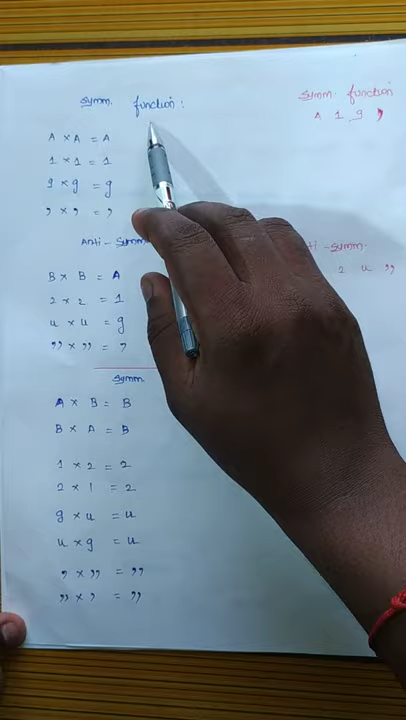 Symm. function :
A × A = A
1 × 1 = 1
g × g = g
' × ' = '
Anti - Symm
B × B = A
2 × 2 = 1
u × u = g
'' × '' = '
Symm.
A × B = B
B × A = B
1 × 2 = 2
2 × 1 = 2
g × u = u
u × g = u
' × '' = ''
'' × ' = ''
Symm. function
A 1 g '
ti - Symm.
2 u ''